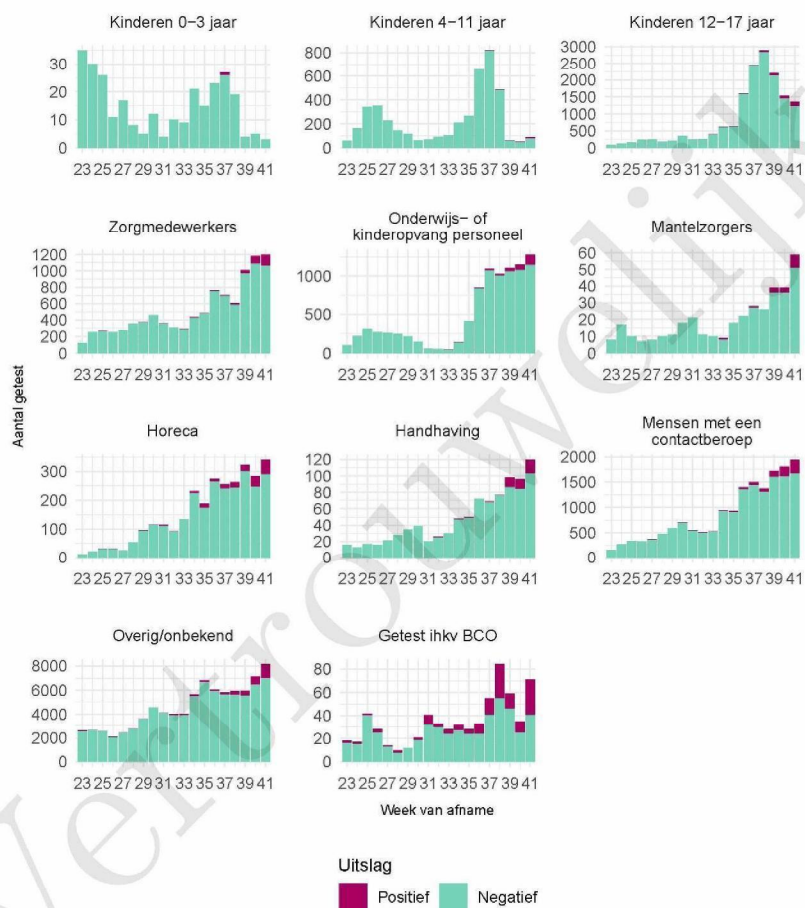 Kinderen 0−3 jaar
Kinderen 4−11 jaar
Kinderen 12−17 jaar
30
20
10
0
23 25 27 29 31 33 35 37 39 41
800
600
400
200
0
23 25 27 29 31 33 35 37 39 41
3000
2500
2000
1500
1000
500
0
23 25 27 29 31 33 35 37 39 41
Zorgmedewerkers
Onderwijs− of
kinderopvang personeel
Mantelzorgers
1200
1000
800
600
400
200
0
23 25 27 29 31 33 35 37 39 41
1000
500
0
23 25 27 29 31 33 35 37 39 41
60
50
40
30
20
10
0
23 25 27 29 31 33 35 37 39 41
Aantal getest
Horeca
Handhaving
Mensen met een
contactberoep
300
200
100
0
23 25 27 29 31 33 35 37 39 41
120
100
80
60
40
20
0
23 25 27 29 31 33 35 37 39 41
2000
1500
1000
500
0
23 25 27 29 31 33 35 37 39 41
Overig/onbekend
Getest ihkv BCO
8000
6000
4000
2000
0
23 25 27 29 31 33 35 37 39 41
80
60
40
20
0
23 25 27 29 31 33 35 37 39 41
Week van afname
Uitslag
Positief
Negatief
Vertrouwelijk